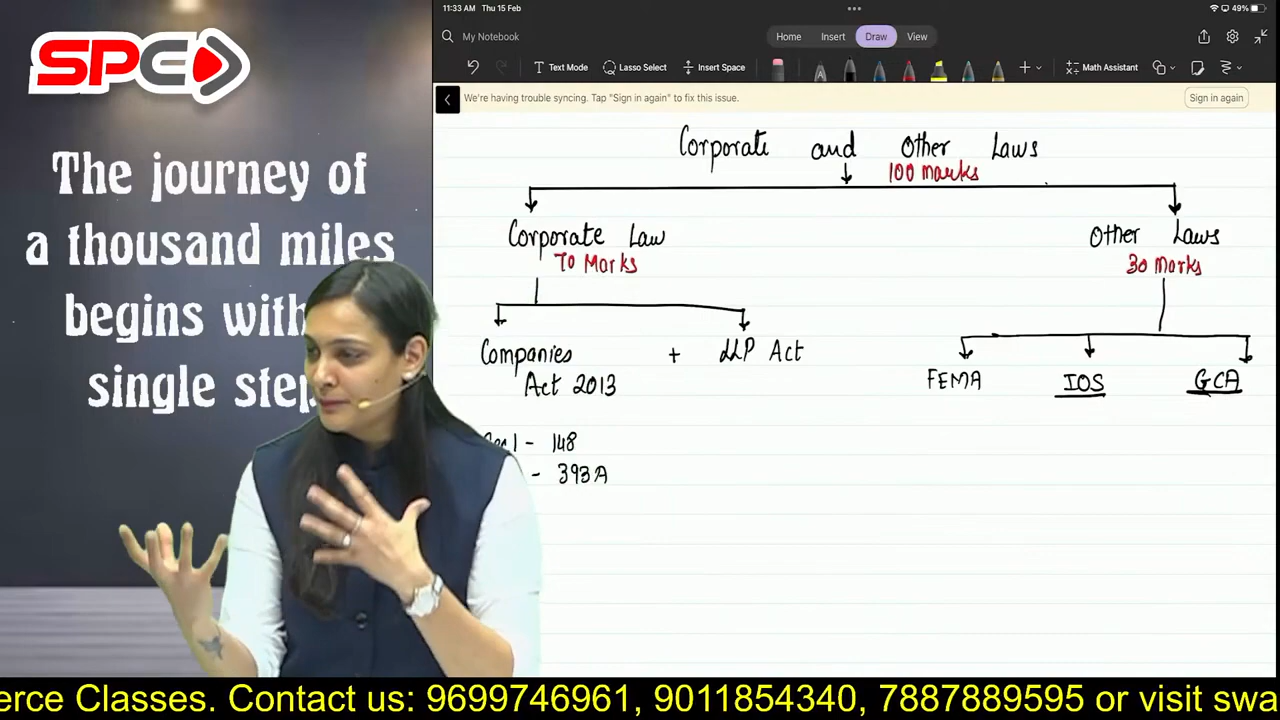 SPC
The journey of
a thousand miles
begins with
single step
11:33 AM Thu 15 Feb
49%
My Notebook
Home Insert Draw View
Text Mode Lasso Select Insert Space Math Assistant
We're having trouble syncing. Tap "Sign in again" to fix this issue. Sign in again
Corporate and Other Laws
100 marks
Corporate Law
70 Marks
Other Laws
30 Marks
Companies + LLP Act
Act 2013
FEMA IOS GCA
1 - 148
- 393A
erce Classes. Contact us: 9699746961, 9011854340, 7887889595 or visit swa